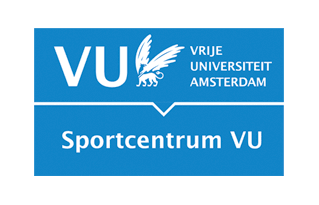 VU
VRIJE
UNIVERSITEIT
AMSTERDAM
Sportcentrum VU